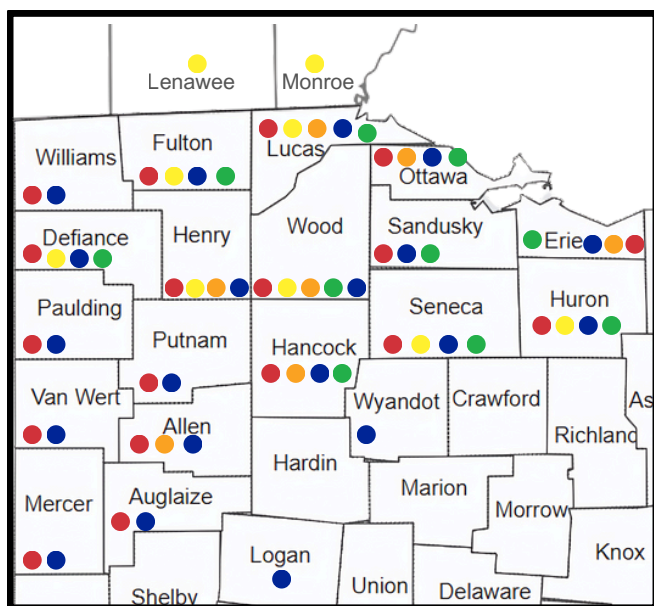 Lenawee Monroe
Fulton
Lucas
Williams
Ottawa
Wood
Sandusky
Defiance Henry
Erie
Paulding
Seneca Huron
Putnam
Hancock
Van Wert
Wyandot Crawford As
Allen
Richland
Hardin
Mercer Auglaize Marion
Morrow
Logan Knox
Union Delaware
Shelby